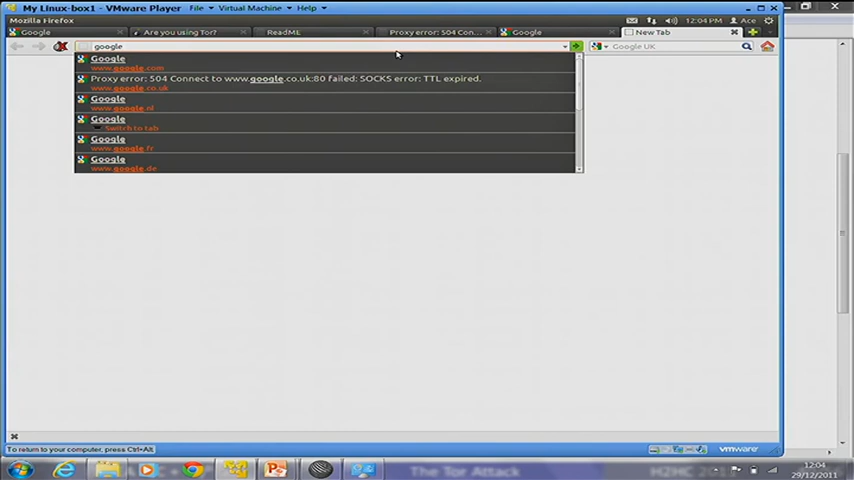 My Linux-box1 - VMware Player File Virtual Machine Help
Mozilla Firefox 12:04 PM Ace
Google Are you using Tor? ReadME Proxy error: 504 Con... Google New Tab
google Google UK
Google
www.google.com
Proxy error: 504 Connect to www.google.co.uk:80 failed: SOCKS error: TTL expired.
www.google.co.uk
Google
www.google.nl
Google
Switch to tab
Google
www.google.fr
Google
www.google.de
To return to your computer, press Ctrl+Alt
vmware
The Tor Attack
12:04
29/12/2011